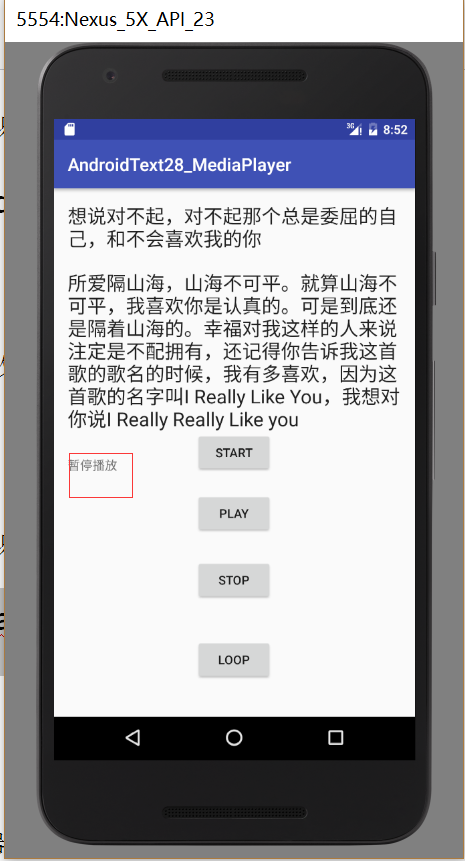 5554:Nexus_5X_API_23
3G 8:52
AndroidText28_MediaPlayer
想说对不起，对不起那个总是委屈的自
己，和不会喜欢我的你
所爱隔山海，山海不可平。就算山海不
可平，我喜欢你是认真的。可是到底还
是隔着山海的。幸福对我这样的人来说
注定是不配拥有，还记得你告诉我这首
歌的歌名的时候，我有多喜欢，因为这
首歌的名字叫I Really Like You，我想对
你说I Really Really Like you
START
暂停播放
PLAY
STOP
LOOP